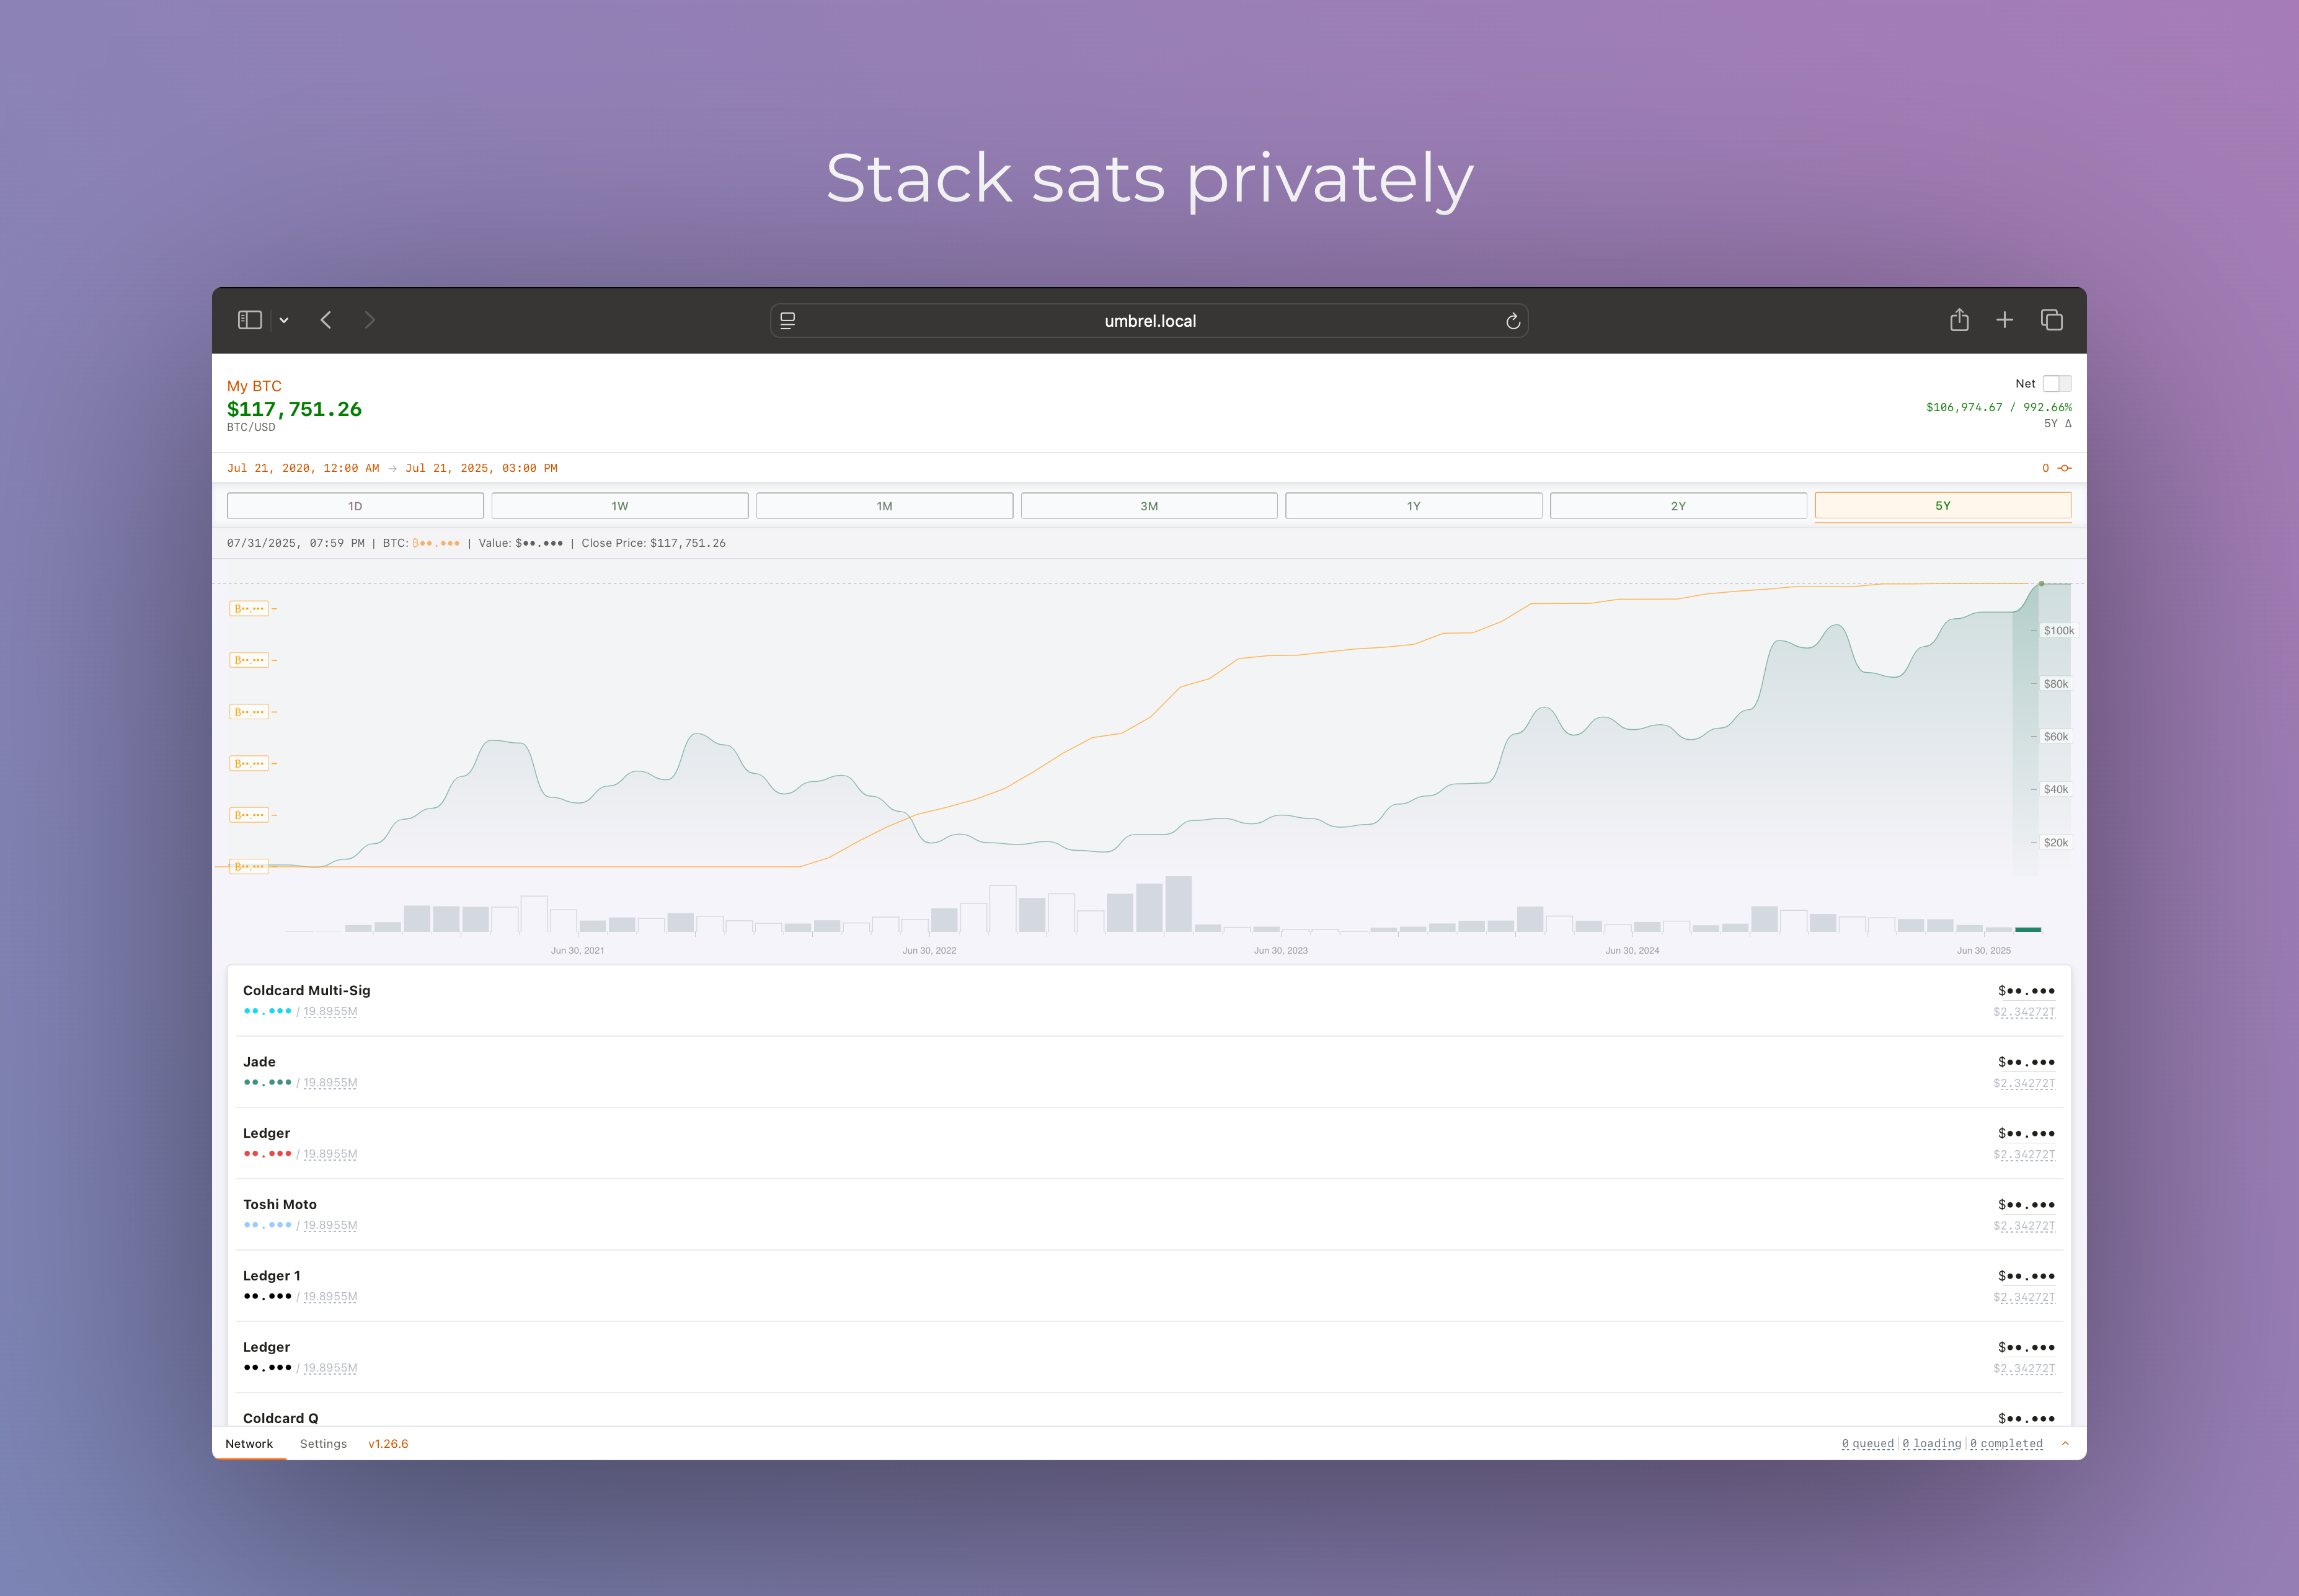 Stack sats privately
umbrel.local
My BTC
$117,751.26
BTC/USD
Net
$106,974.67 / 992.66%
5Y Δ
Jul 21, 2020, 12:00 AM → Jul 21, 2025, 03:00 PM
0
1D 1W 1M 3M 1Y 2Y 5Y
07/31/2025, 07:59 PM | BTC: B••.••• | Value: $••.••• | Close Price: $117,751.26
B••.•••
B••.•••
B••.•••
B••.•••
B••.•••
B••.•••
$100k
$80k
$60k
$40k
$20k
Jun 30, 2021 Jun 30, 2022 Jun 30, 2023 Jun 30, 2024 Jun 30, 2025
Coldcard Multi-Sig $••.•••
••.••• / 19.8955M $2.34272T
Jade $••.•••
••.••• / 19.8955M $2.34272T
Ledger $••.•••
••.••• / 19.8955M $2.34272T
Toshi Moto $••.•••
••.••• / 19.8955M $2.34272T
Ledger 1 $••.•••
••.••• / 19.8955M $2.34272T
Ledger $••.•••
••.••• / 19.8955M $2.34272T
Coldcard Q $••.•••
Network Settings v1.26.6 0 queued | 0 loading | 0 completed